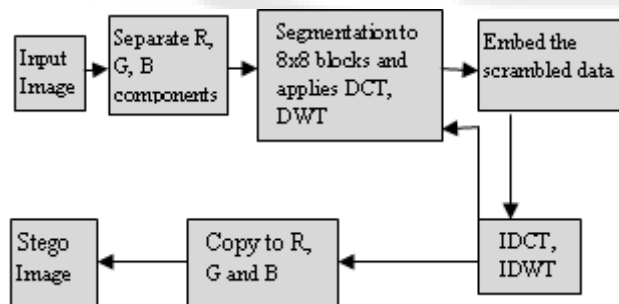 Input
Image
Separate R,
G, B
components
Segmentation to
8x8 blocks and
applies DCT,
DWT
Embed the
scrambled data
IDCT,
IDWT
Copy to R,
G and B
Stego
Image